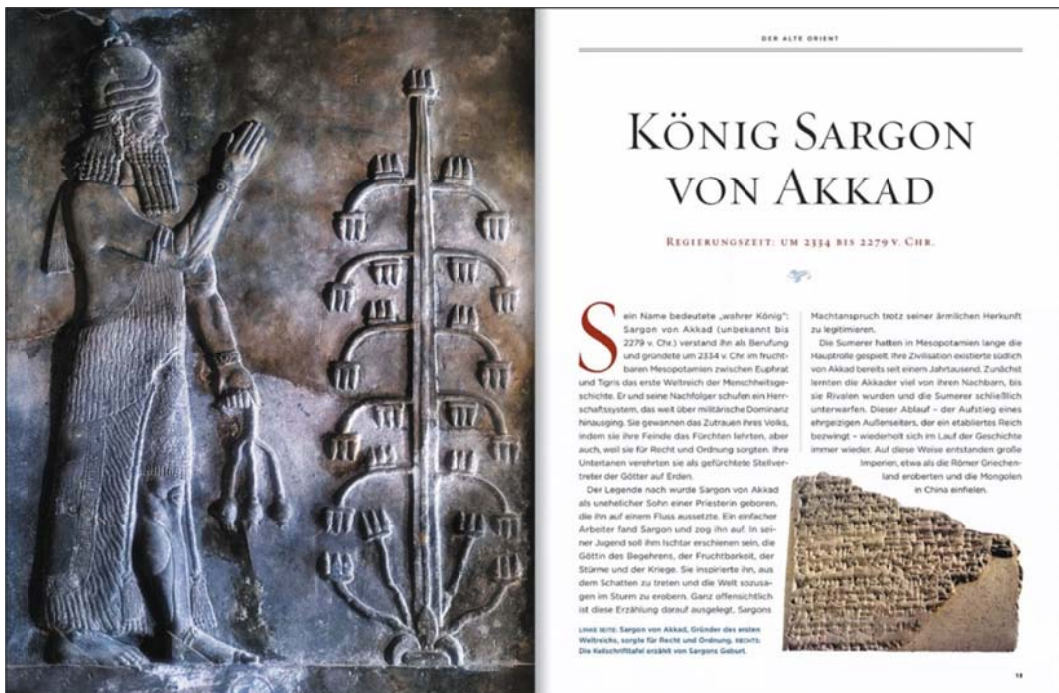 DER ALTE ORIENT
KÖNIG SARGON
VON AKKAD
REGIERUNGSZEIT: UM 2334 BIS 2279 V. CHR.
Sein Name bedeutete „wahrer König“:
Sargon von Akkad (unbekannt bis
2279 v. Chr.) verstand ihn als Berufung
und gründete um 2334 v. Chr. im frucht-
baren Mesopotamien zwischen Euphrat
und Tigris das erste Weltreich der Menschheitsge-
schichte. Er und seine Nachfolger schufen ein Herr-
schaftssystem, das weit über militärische Dominanz
hinausging. Sie gewannen das Zutrauen ihres Volks,
indem sie ihre Feinde das Fürchten lehrten, aber
auch, weil sie für Recht und Ordnung sorgten. Ihre
Untertanen verehrten sie als gefürchtete Stellver-
treter der Götter auf Erden.
Der Legende nach wurde Sargon von Akkad
als unehelicher Sohn einer Priesterin geboren,
die ihn auf einem Fluss aussetzte. Ein einfacher
Arbeiter fand Sargon und zog ihn auf. In sei-
ner Jugend soll ihm Ischtar erschienen sein, die
Göttin des Begehrens, der Fruchtbarkeit, der
Stürme und der Kriege. Sie inspirierte ihn, aus
dem Schatten zu treten und die Welt sozusa-
gen im Sturm zu erobern. Ganz offensichtlich
ist diese Erzählung darauf ausgelegt, Sargons
Machtanspruch trotz seiner ärmlichen Herkunft
zu legitimieren.
Die Sumerer hatten in Mesopotamien lange die
Hauptrolle gespielt. Ihre Zivilisation existierte südlich
von Akkad bereits seit einem Jahrtausend. Zunächst
lernten die Akkader viel von ihren Nachbarn, bis
sie Rivalen wurden und die Sumerer schließlich
unterwarfen. Dieser Ablauf – der Aufstieg eines
ehrgeizigen Außenseiters, der ein etabliertes Reich
bezwingt – wiederholt sich im Lauf der Geschichte
immer wieder. Auf diese Weise entstanden große
Imperien, etwa als die Römer Griechen-
land eroberten und die Mongolen
in China einfielen.
LINKE SEITE: Sargon von Akkad, Gründer des ersten
Weltreichs, sorgte für Recht und Ordnung. RECHTS:
Die Keilschrifttafel erzählt von Sargons Geburt.